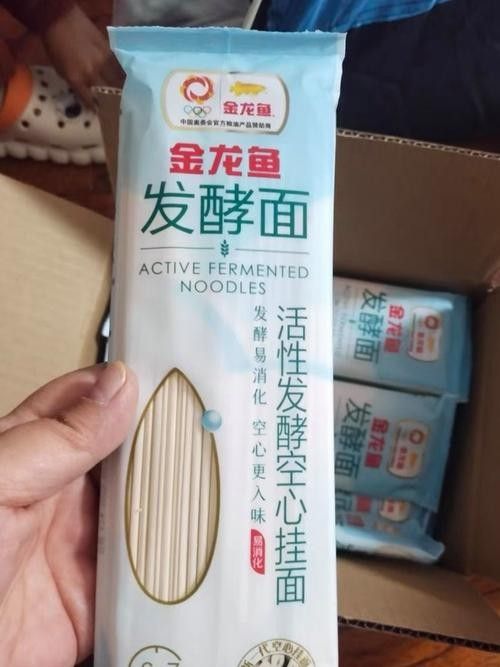 金龙鱼
中国奥委会官方粮油产品赞助商
金龙鱼
发酵面
ACTIVE FERMENTED
NOODLES
活性发酵空心挂面
发酵易消化 空心更入味
易消化
金龙鱼
发酵面
金龙鱼
发酵面